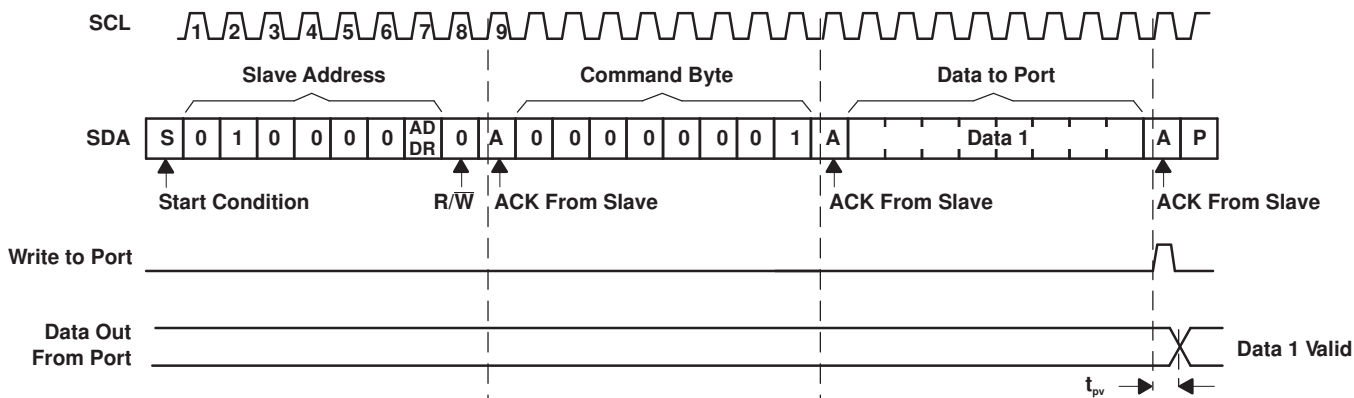 SCL
1 2 3 4 5 6 7 8 9
Slave Address Command Byte Data to Port
SDA S 0 1 0 0 0 0 AD DR 0 A 0 0 0 0 0 0 0 1 A Data 1 A P
Start Condition R/W̅ ACK From Slave ACK From Slave ACK From Slave
Write to Port
Data Out
From Port
Data 1 Valid
tpv